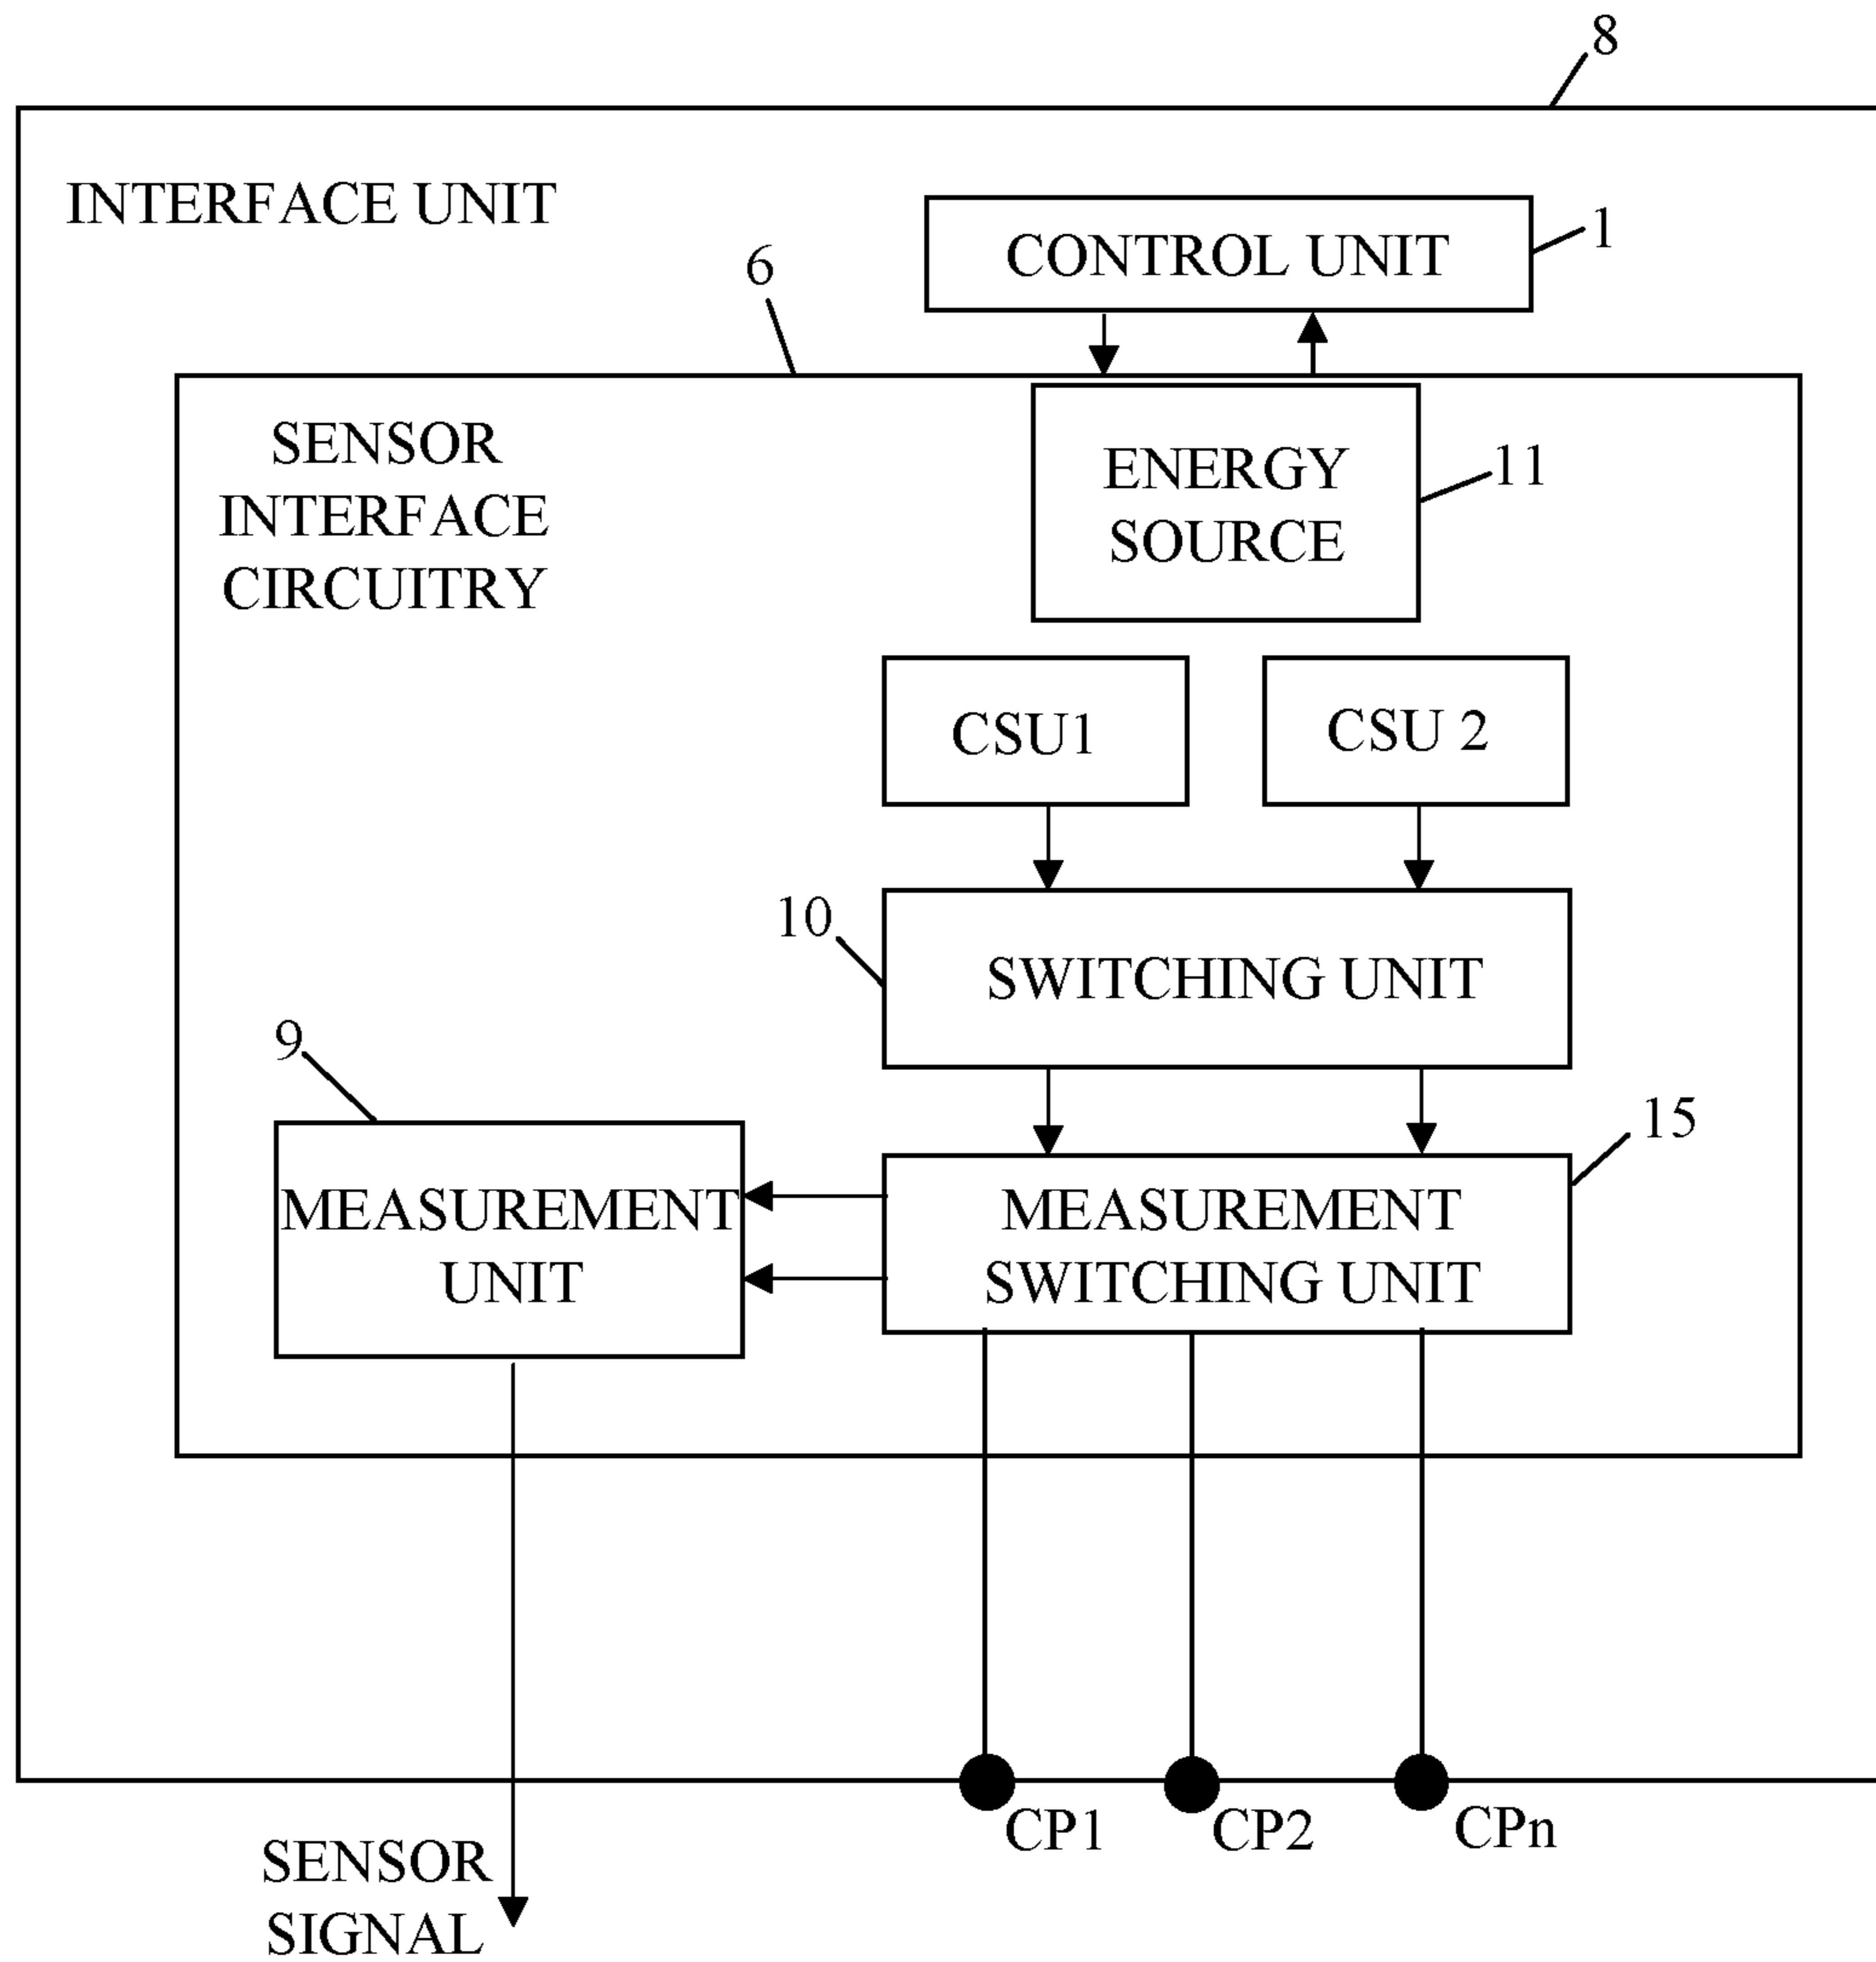 8
INTERFACE UNIT
CONTROL UNIT
1
6
SENSOR
INTERFACE
CIRCUITRY
ENERGY
SOURCE
11
CSU1
CSU 2
10
SWITCHING UNIT
9
15
MEASUREMENT
UNIT
MEASUREMENT
SWITCHING UNIT
CP1
CP2
CPn
SENSOR
SIGNAL